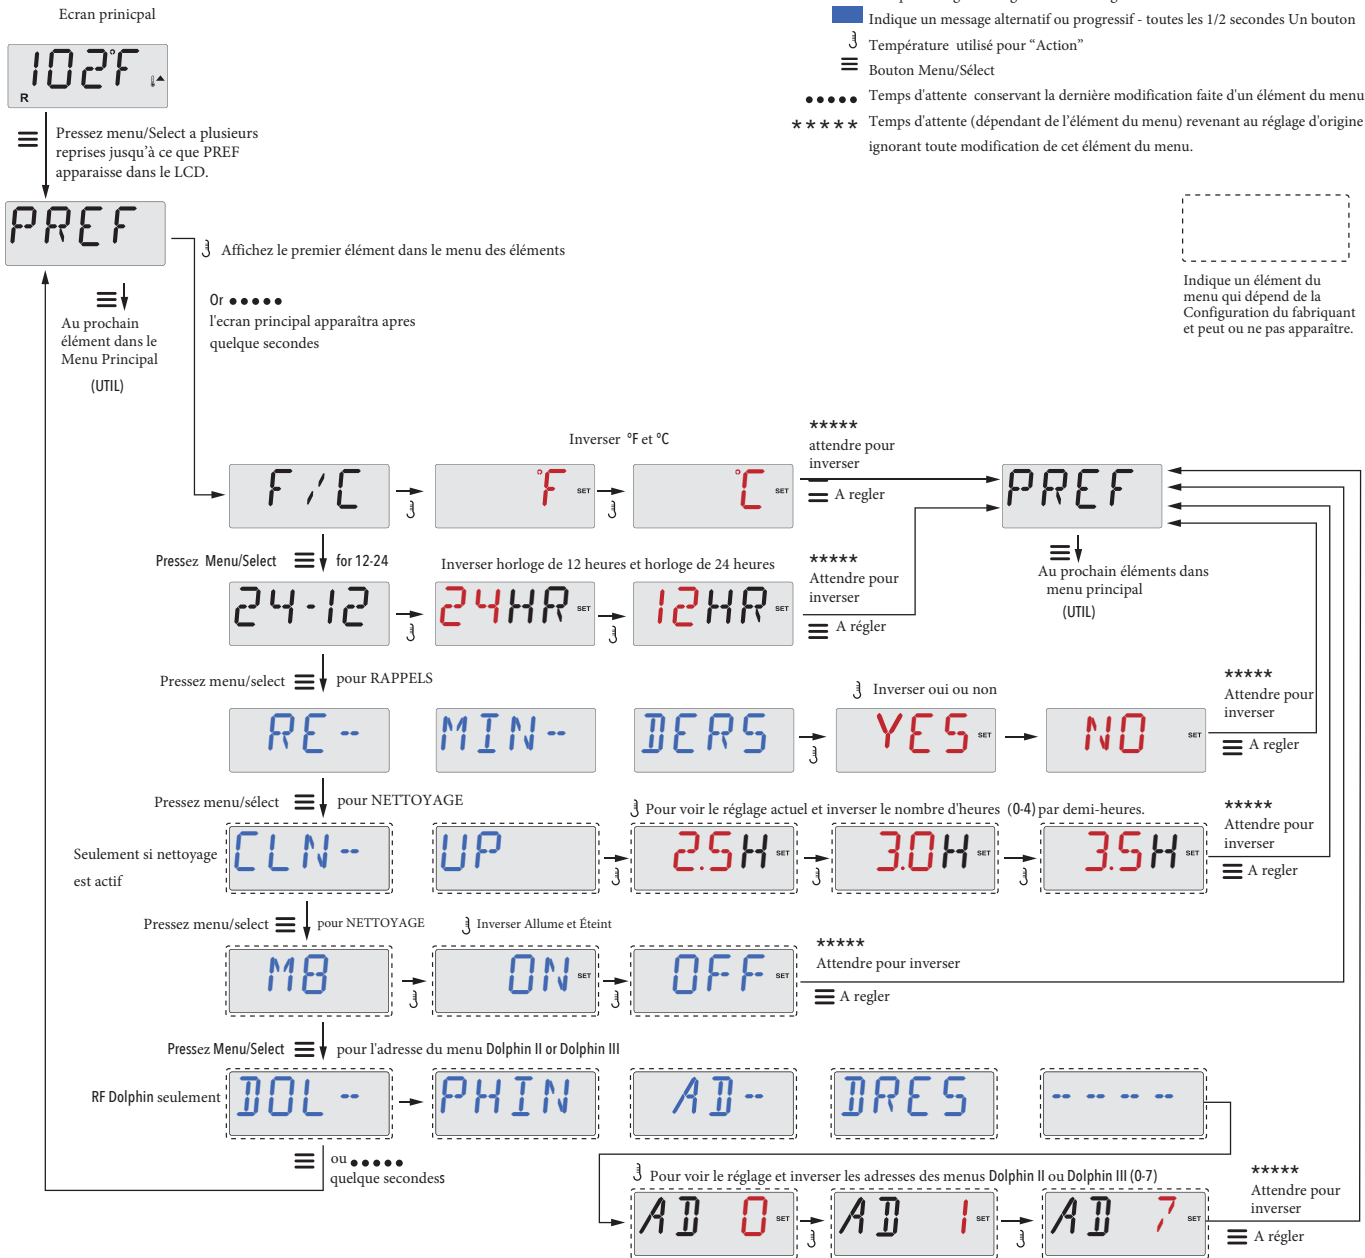 Ecran prinicpal
Indique un message alternatif ou progressif - toutes les 1/2 secondes Un bouton
Température utilisé pour “Action”
Bouton Menu/Sélect
••••• Temps d'attente conservant la dernière modification faite d'un élément du menu
***** Temps d'attente (dépendant de l’élément du menu) revenant au réglage d'origine
ignorant toute modification de cet élément du menu.
102°F
R
Pressez menu/Select a plusieurs
reprises jusqu’à ce que PREF
apparaisse dans le LCD.
PREF
Affichez le premier élément dans le menu des éléments
Or •••••
l'ecran principal apparaîtra apres
quelque secondes
Au prochain
élément dans le
Menu Principal
(UTIL)
Indique un élément du
menu qui dépend de la
Configuration du fabriquant
et peut ou ne pas apparaître.
Inverser °F et °C
*****
attendre pour
inverser
A regler
F/C
°F SET
°C SET
PREF
Au prochain éléments dans
menu principal
(UTIL)
Pressez Menu/Select for 12-24
Inverser horloge de 12 heures et horloge de 24 heures
*****
Attendre pour
inverser
A régler
24-12
24HR SET
12HR SET
Pressez menu/select pour RAPPELS
Inverser oui ou non
*****
Attendre pour
inverser
A regler
RE-
MIN-
DERS
YES SET
NO SET
Pressez menu/sélect pour NETTOYAGE
Pour voir le réglage actuel et inverser le nombre d'heures (0-4) par demi-heures.
*****
Attendre pour
inverser
A regler
Seulement si nettoyage
est actif
CLN-
UP
2.5H SET
3.0H SET
3.5H SET
Pressez menu/select pour NETTOYAGE
Inverser Allume et Éteint
*****
Attendre pour inverser
A regler
M8
ON SET
OFF SET
Pressez Menu/Select pour l'adresse du menu Dolphin II or Dolphin III
RF Dolphin seulement
DOL-
PHIN
AD-
DRES
----
ou •••••
quelque secondess
Pour voir le réglage et inverser les adresses des menus Dolphin II ou Dolphin III (0-7)
*****
Attendre pour
inverser
A régler
AD 0 SET
AD 1 SET
AD 7 SET